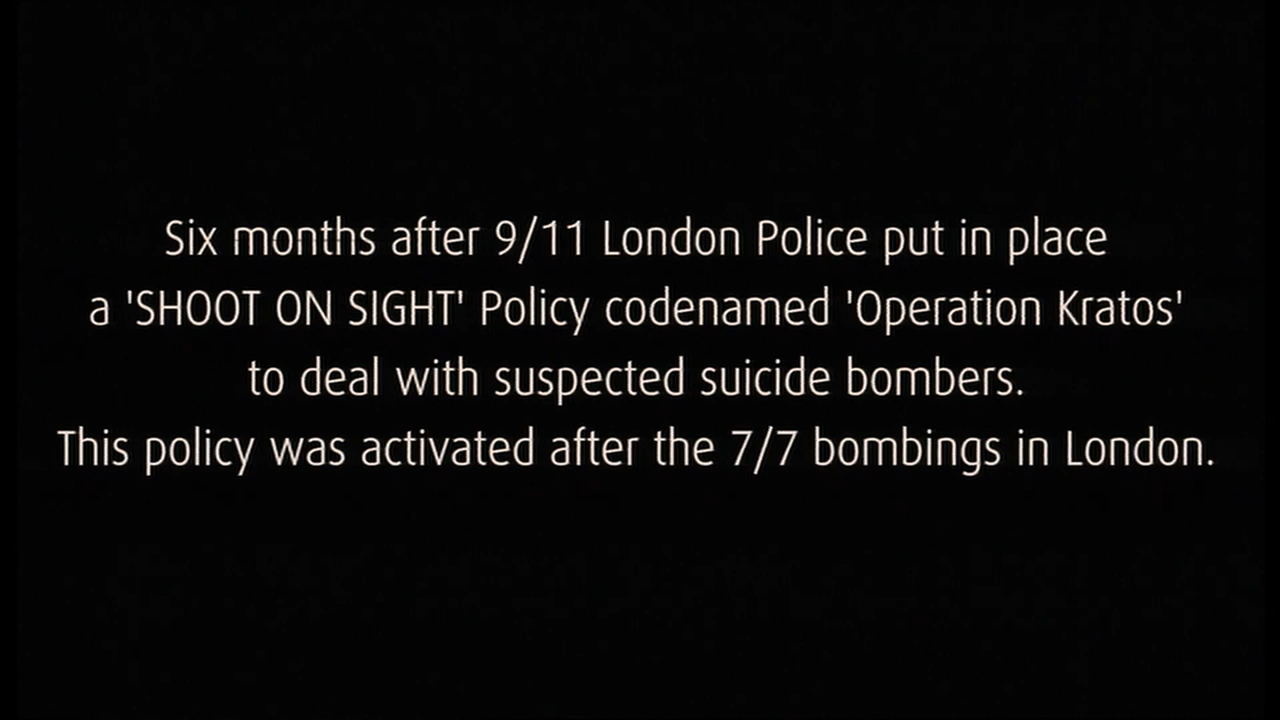 Six months after 9/11 London Police put in place
a 'SHOOT ON SIGHT' Policy codenamed 'Operation Kratos'
to deal with suspected suicide bombers.
This policy was activated after the 7/7 bombings in London.